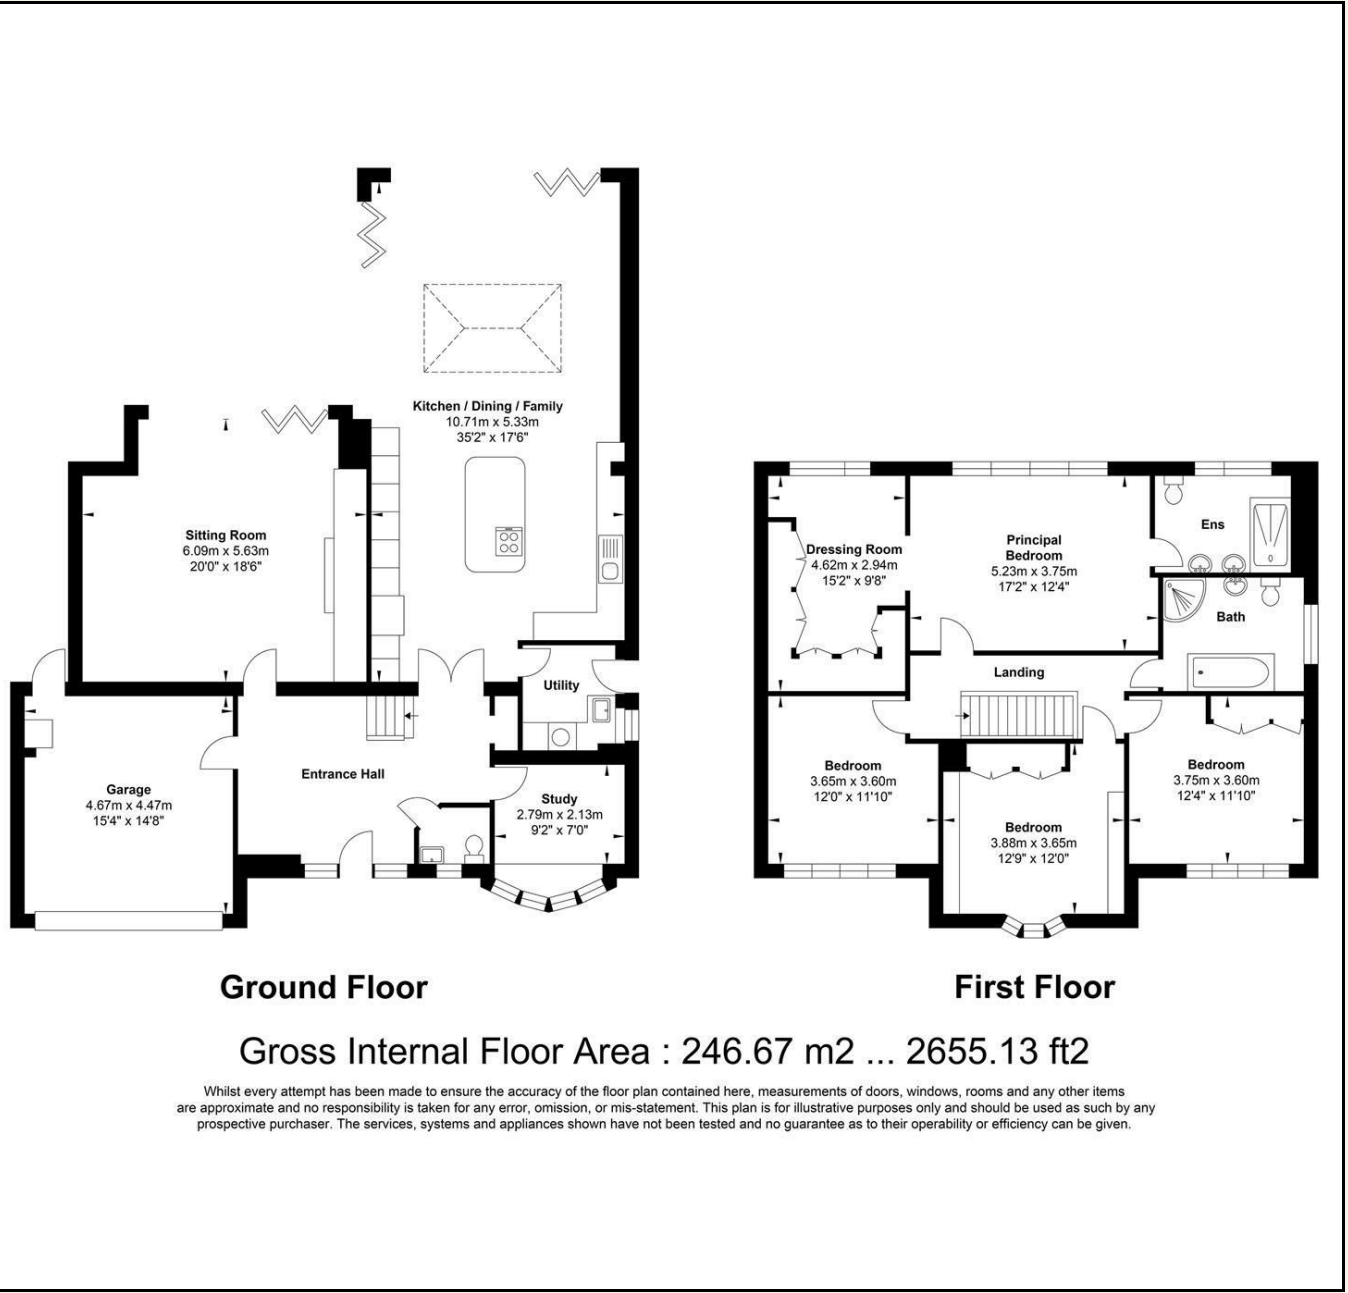 Kitchen / Dining / Family
10.71m x 5.33m
35'2" x 17'6"
Sitting Room
6.09m x 5.63m
20'0" x 18'6"
Utility
Entrance Hall
Garage
4.67m x 4.47m
15'4" x 14'8"
Study
2.79m x 2.13m
9'2" x 7'0"
Ground Floor
Ens
Principal
Bedroom
5.23m x 3.75m
17'2" x 12'4"
Dressing Room
4.62m x 2.94m
15'2" x 9'8"
Bath
Landing
Bedroom
3.65m x 3.60m
12'0" x 11'10"
Bedroom
3.88m x 3.65m
12'9" x 12'0"
Bedroom
3.75m x 3.60m
12'4" x 11'10"
First Floor
Gross Internal Floor Area : 246.67 m2 ... 2655.13 ft2
Whilst every attempt has been made to ensure the accuracy of the floor plan contained here, measurements of doors, windows, rooms and any other items
are approximate and no responsibility is taken for any error, omission, or mis-statement. This plan is for illustrative purposes only and should be used as such by any
prospective purchaser. The services, systems and appliances shown have not been tested and no guarantee as to their operability or efficiency can be given.